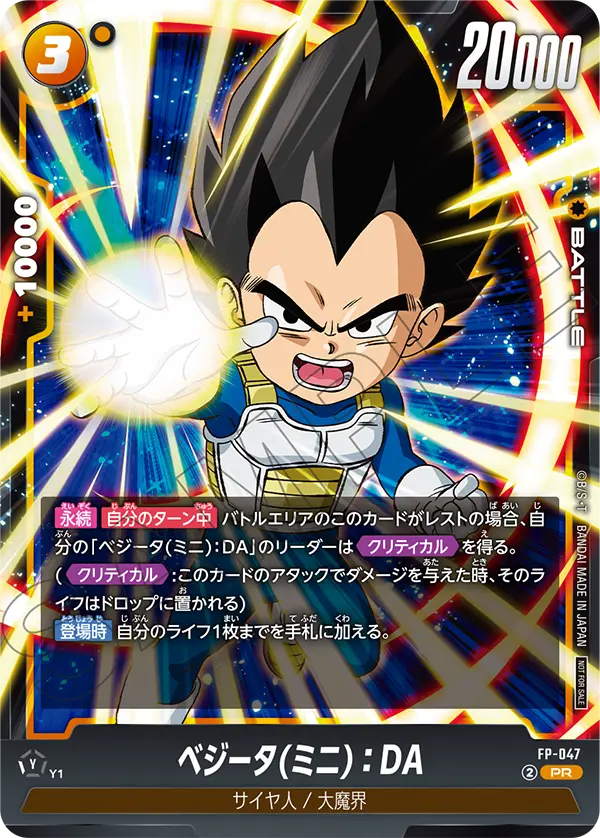 3
20000
+10000
BATTLE
永続 自分のターン中 バトルエリアのこのカードがレストの場合、自
分の「ベジータ(ミニ):DA」のリーダーは クリティカル を得る。
( クリティカル :このカードのアタックでダメージを与えた時、そのラ
イフはドロップに置かれる)
登場時 自分のライフ1枚までを手札に加える。
©B/S・T BANDAI MADE IN JAPAN
NOT FOR SALE
ベジータ(ミニ):DA
FP-047
Y Y1
② PR
サイヤ人 / 大魔界